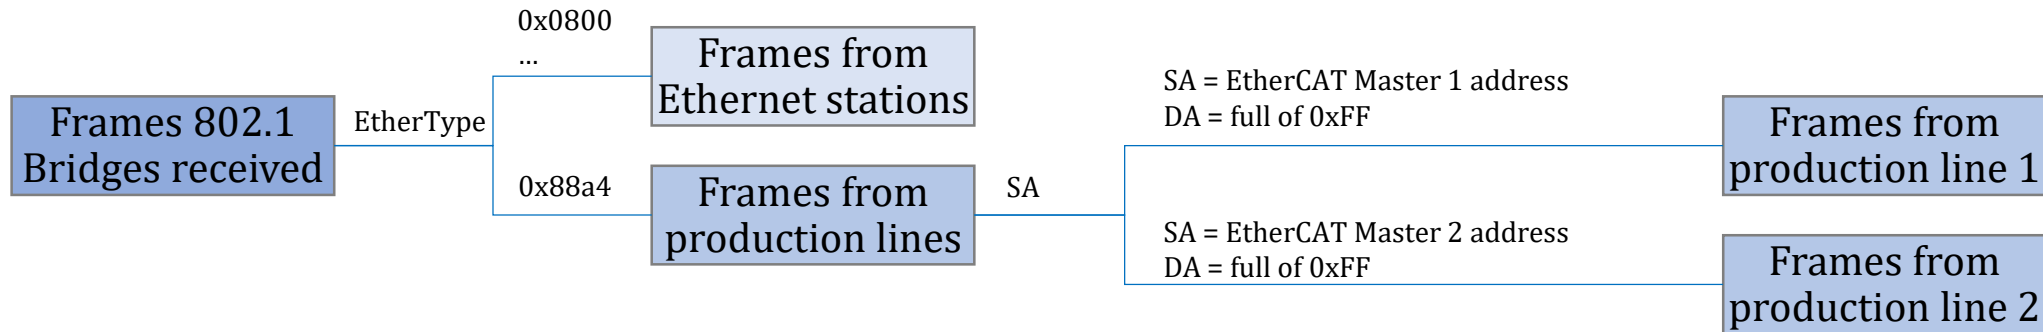 Frames 802.1
Bridges received
EtherType
0x0800
...
Frames from
Ethernet stations
0x88a4
Frames from
production lines
SA
SA = EtherCAT Master 1 address
DA = full of 0xFF
Frames from
production line 1
SA = EtherCAT Master 2 address
DA = full of 0xFF
Frames from
production line 2